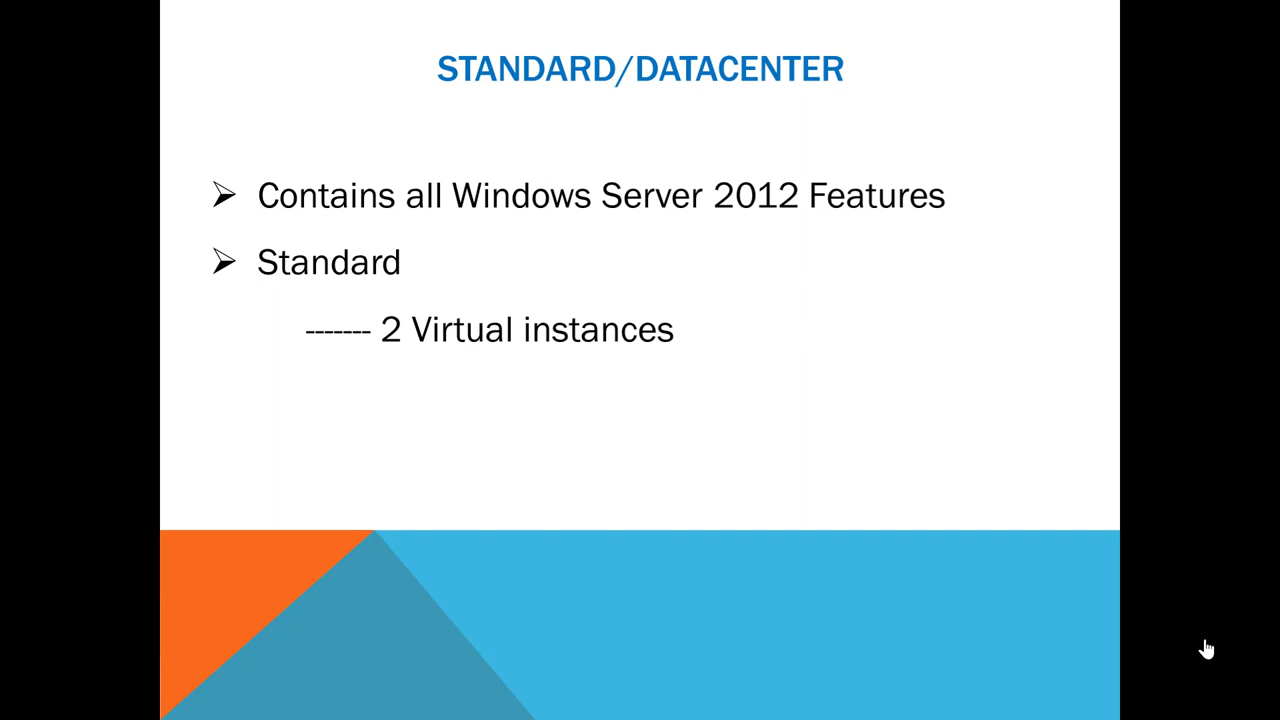 STANDARD/DATACENTER
➢ Contains all Windows Server 2012 Features
➢ Standard
------- 2 Virtual instances